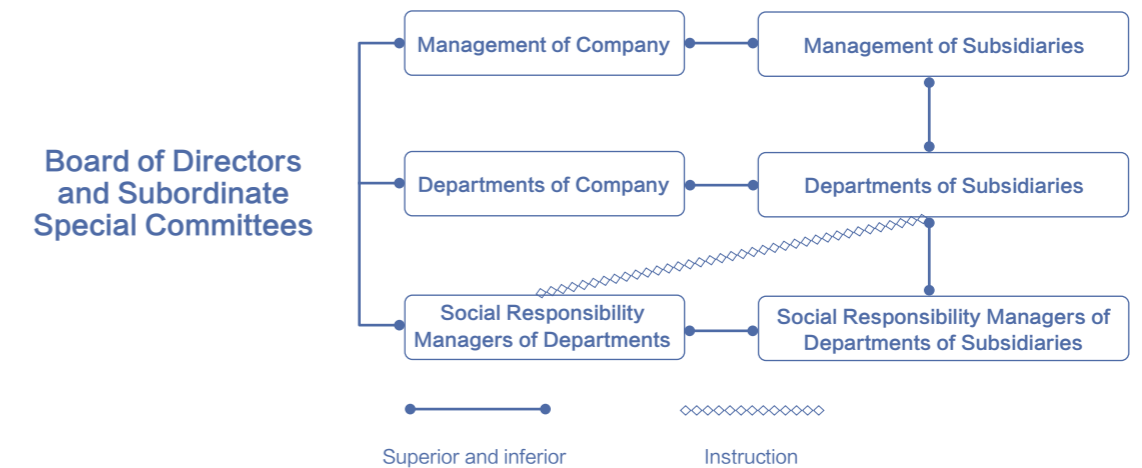 Board of Directors
and Subordinate
Special Committees
Management of Company
Management of Subsidiaries
Departments of Company
Departments of Subsidiaries
Social Responsibility
Managers of Departments
Social Responsibility Managers of
Departments of Subsidiaries
Superior and inferior
Instruction